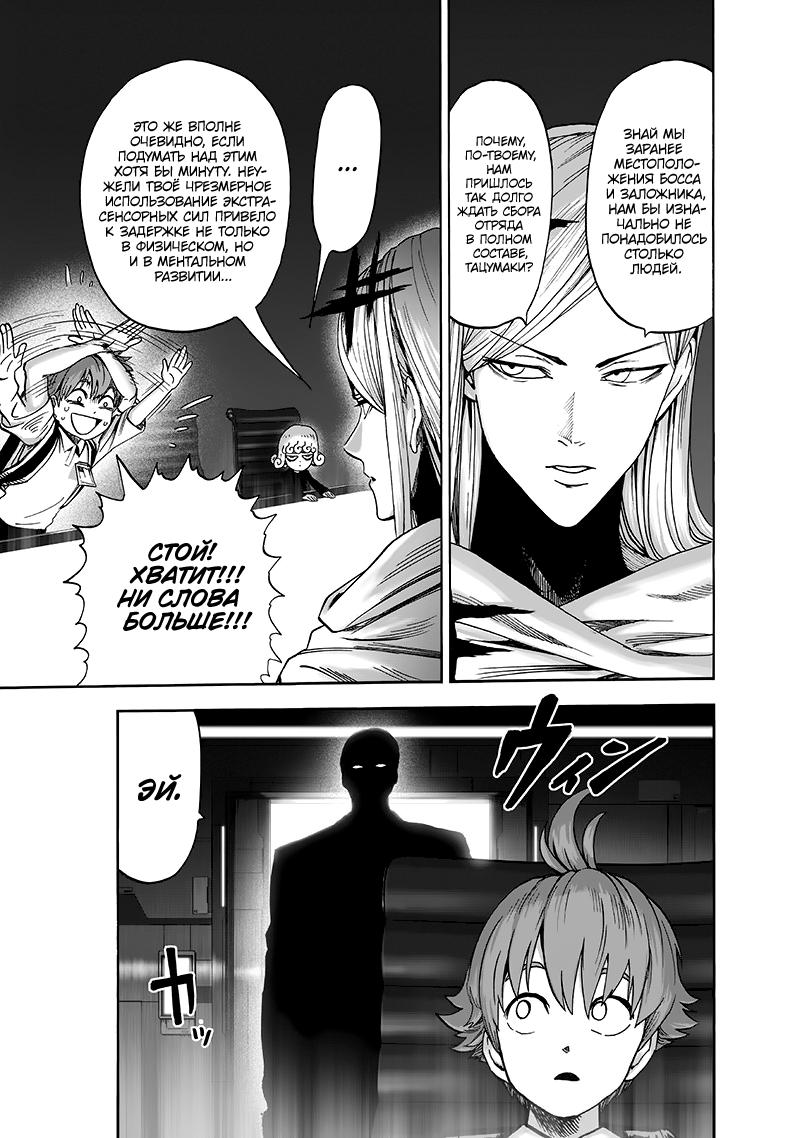 ЗНАЙ МЫ
ЗАРАНЕЕ
МЕСТОПОЛО-
ЖЕНИЯ БОССА
И ЗАЛОЖНИКА,
НАМ БЫ ИЗНА-
ЧАЛЬНО НЕ
ПОНАДОБИЛОСЬ
СТОЛЬКО
ЛЮДЕЙ.
ПОЧЕМУ,
ПО-ТВОЕМУ,
НАМ
ПРИШЛОСЬ
ТАК ДОЛГО
ЖДАТЬ СБОРА
ОТРЯДА
В ПОЛНОМ
СОСТАВЕ,
ТАЦУМАКИ?
...
ЭТО ЖЕ ВПОЛНЕ
ОЧЕВИДНО, ЕСЛИ
ПОДУМАТЬ НАД ЭТИМ
ХОТЯ БЫ МИНУТУ. НЕУ-
ЖЕЛИ ТВОЁ ЧРЕЗМЕРНОЕ
ИСПОЛЬЗОВАНИЕ ЭКСТРА-
СЕНСОРНЫХ СИЛ ПРИВЕЛО
К ЗАДЕРЖКЕ НЕ ТОЛЬКО
В ФИЗИЧЕСКОМ, НО
И В МЕНТАЛЬНОМ
РАЗВИТИИ...
СТОЙ!
ХВАТИТ!!!
НИ СЛОВА
БОЛЬШЕ!!!
ウィン
ЭЙ.
カッ